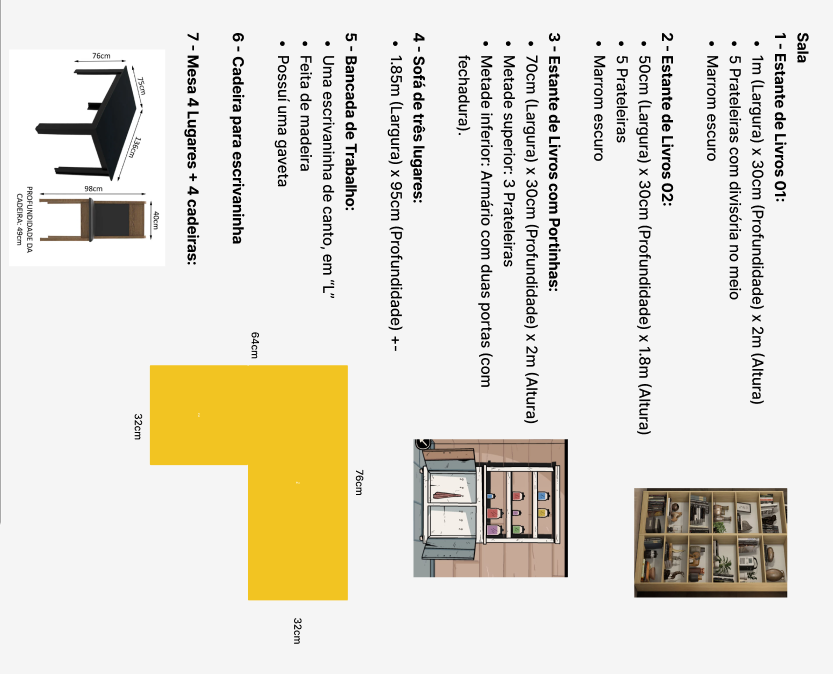 Sala
1 - Estante de Livros 01:
• 1m (Largura) x 30cm (Profundidade) x 2m (Altura)
• 5 Prateleiras com divisoria no meio
• Marrom escuro
2 - Estante de Livros 02:
• 50cm (Largura) x 30cm (Profundidade) x 1.8m (Altura)
• 5 Prateleiras
• Marrom escuro
3 - Estante de Livros com Portinhas:
• 70cm (Largura) x 30cm (Profundidade) x 2m (Altura)
• Metade superior: 3 Prateleiras
• Metade inferior: Armário com duas portas (com
fechadura).
4 - Sofá de três lugares:
• 1.85m (Largura) x 95cm (Profundidade) +-
5 - Bancada de Trabalho:
• Uma escrivaninha de canto, em “L”
• Feita de madeira
• Possuí uma gaveta
76cm
64cm
32cm
32cm
6 - Cadeira para escrivaninha
7 - Mesa 4 Lugares + 4 cadeiras:
75cm
136cm
76cm
40cm
98cm
PROFUNDIDADE DA
CADEIRA: 49cm